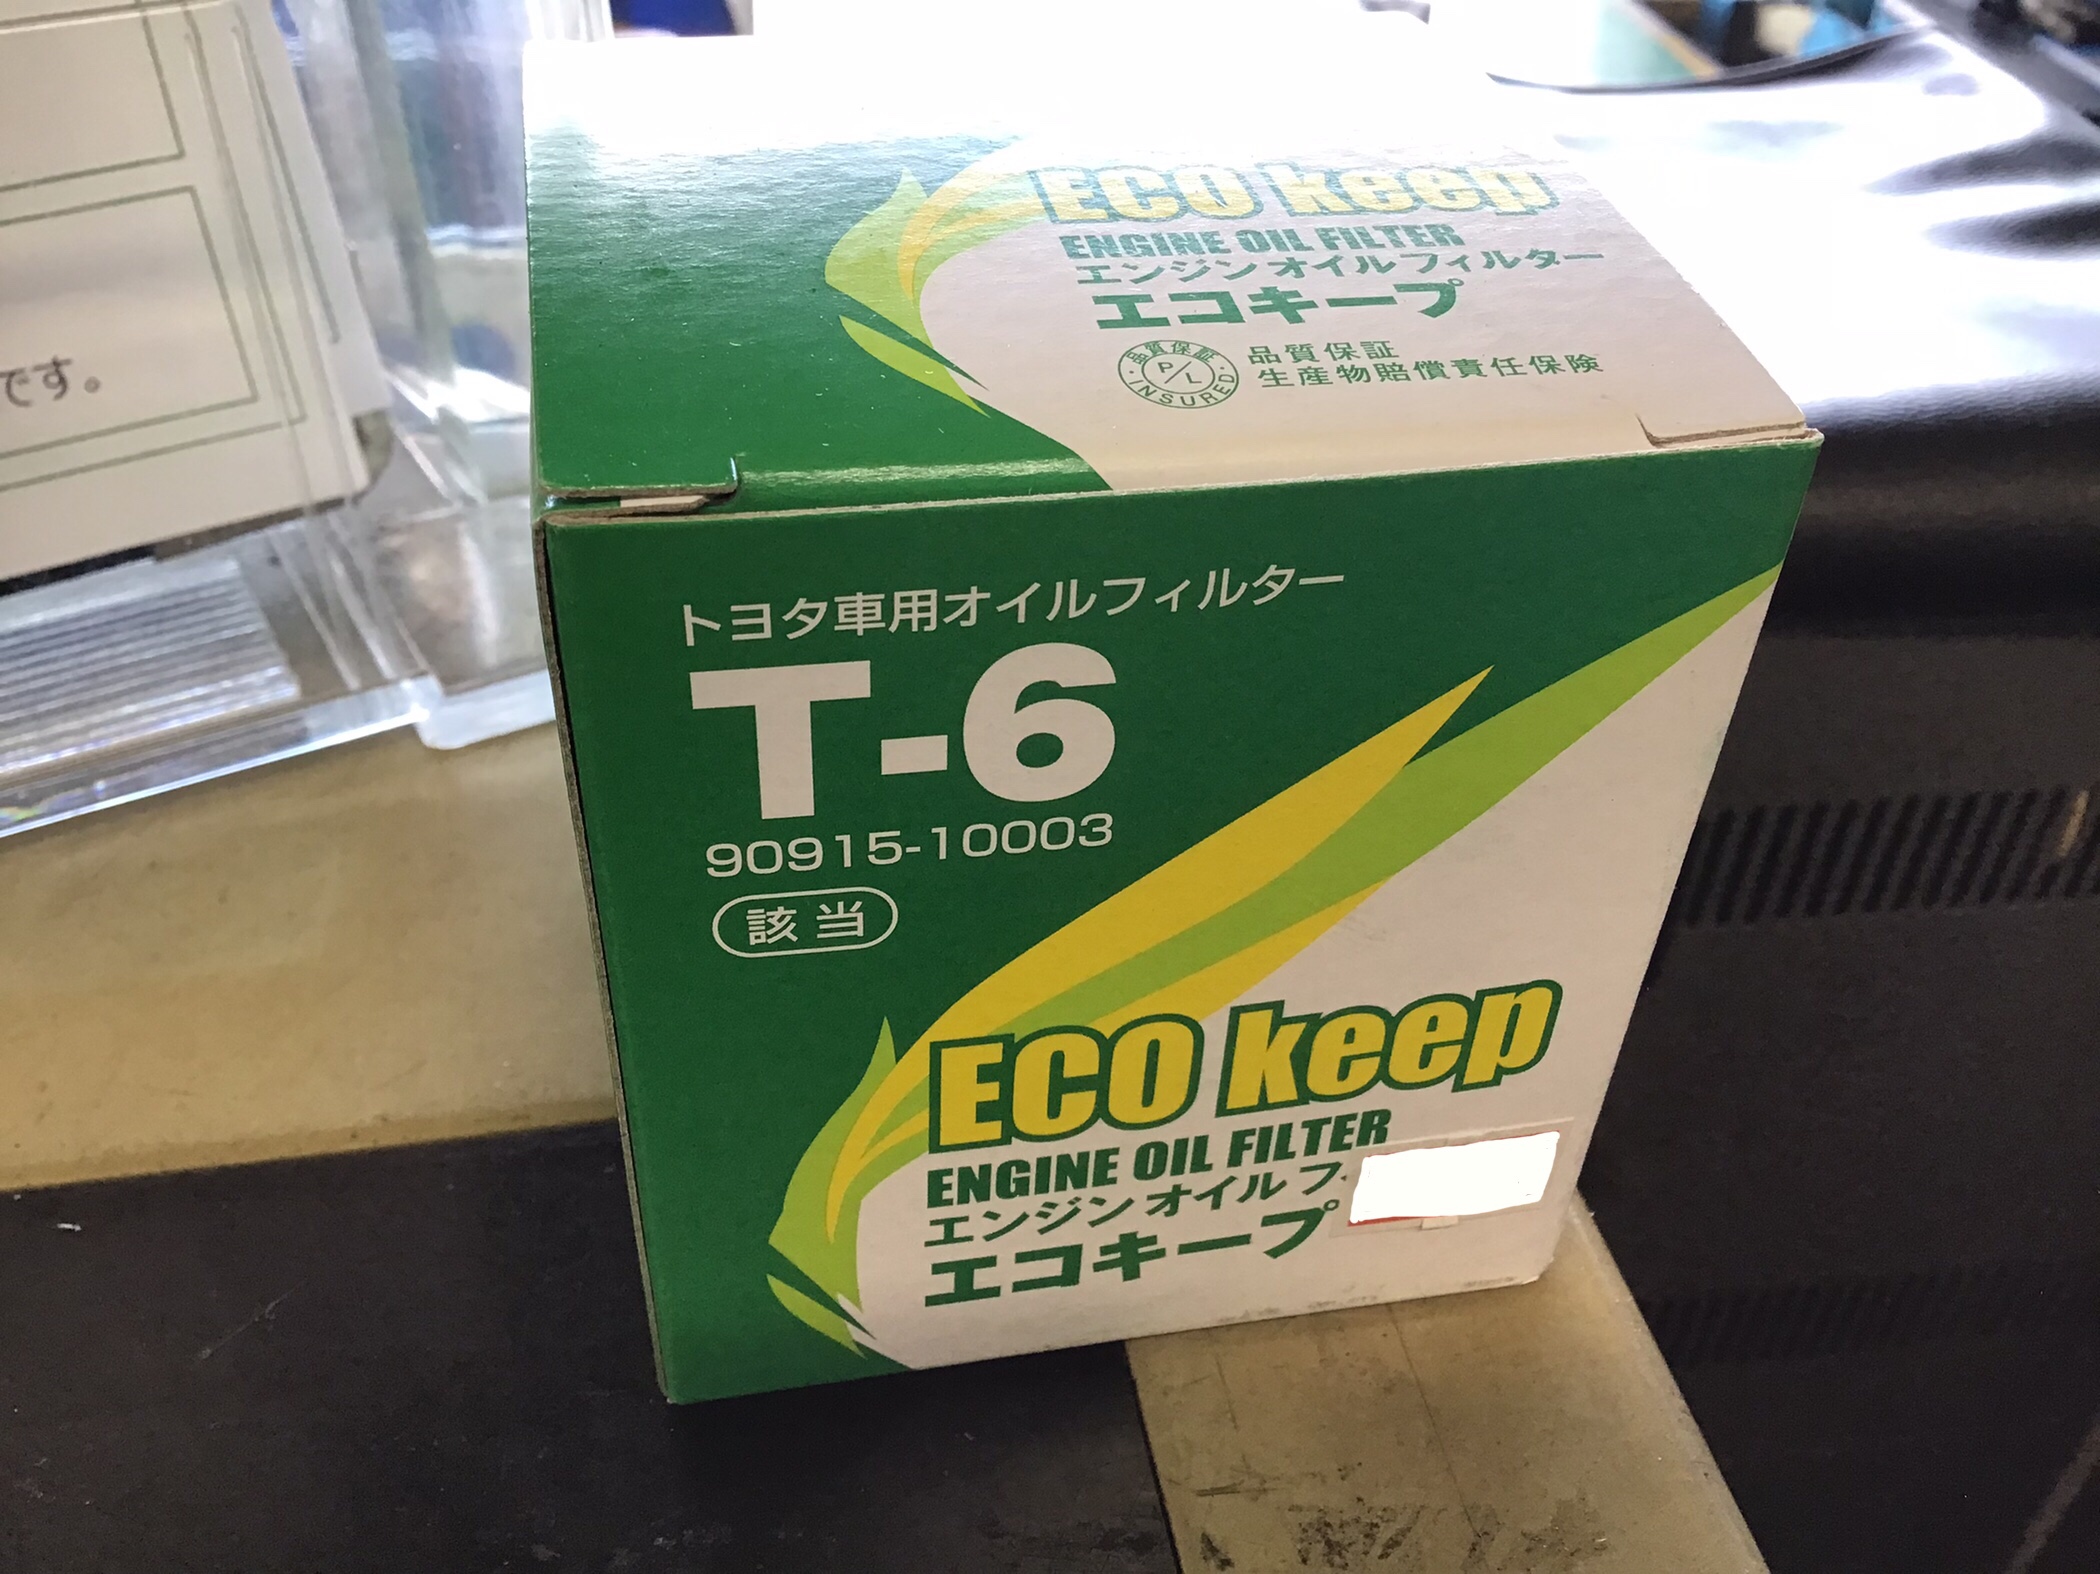 です。
ECO keep
ENGINE OIL FILTER
エンジンオイルフィルター
エコキープ
品質保証
P/L
INSURED
品質保証
生産物賠償責任保険
トヨタ車用オイルフィルター
T-6
90915-10003
該当
ECO keep
ENGINE OIL FILTER
エンジンオイルフ
エコキープ